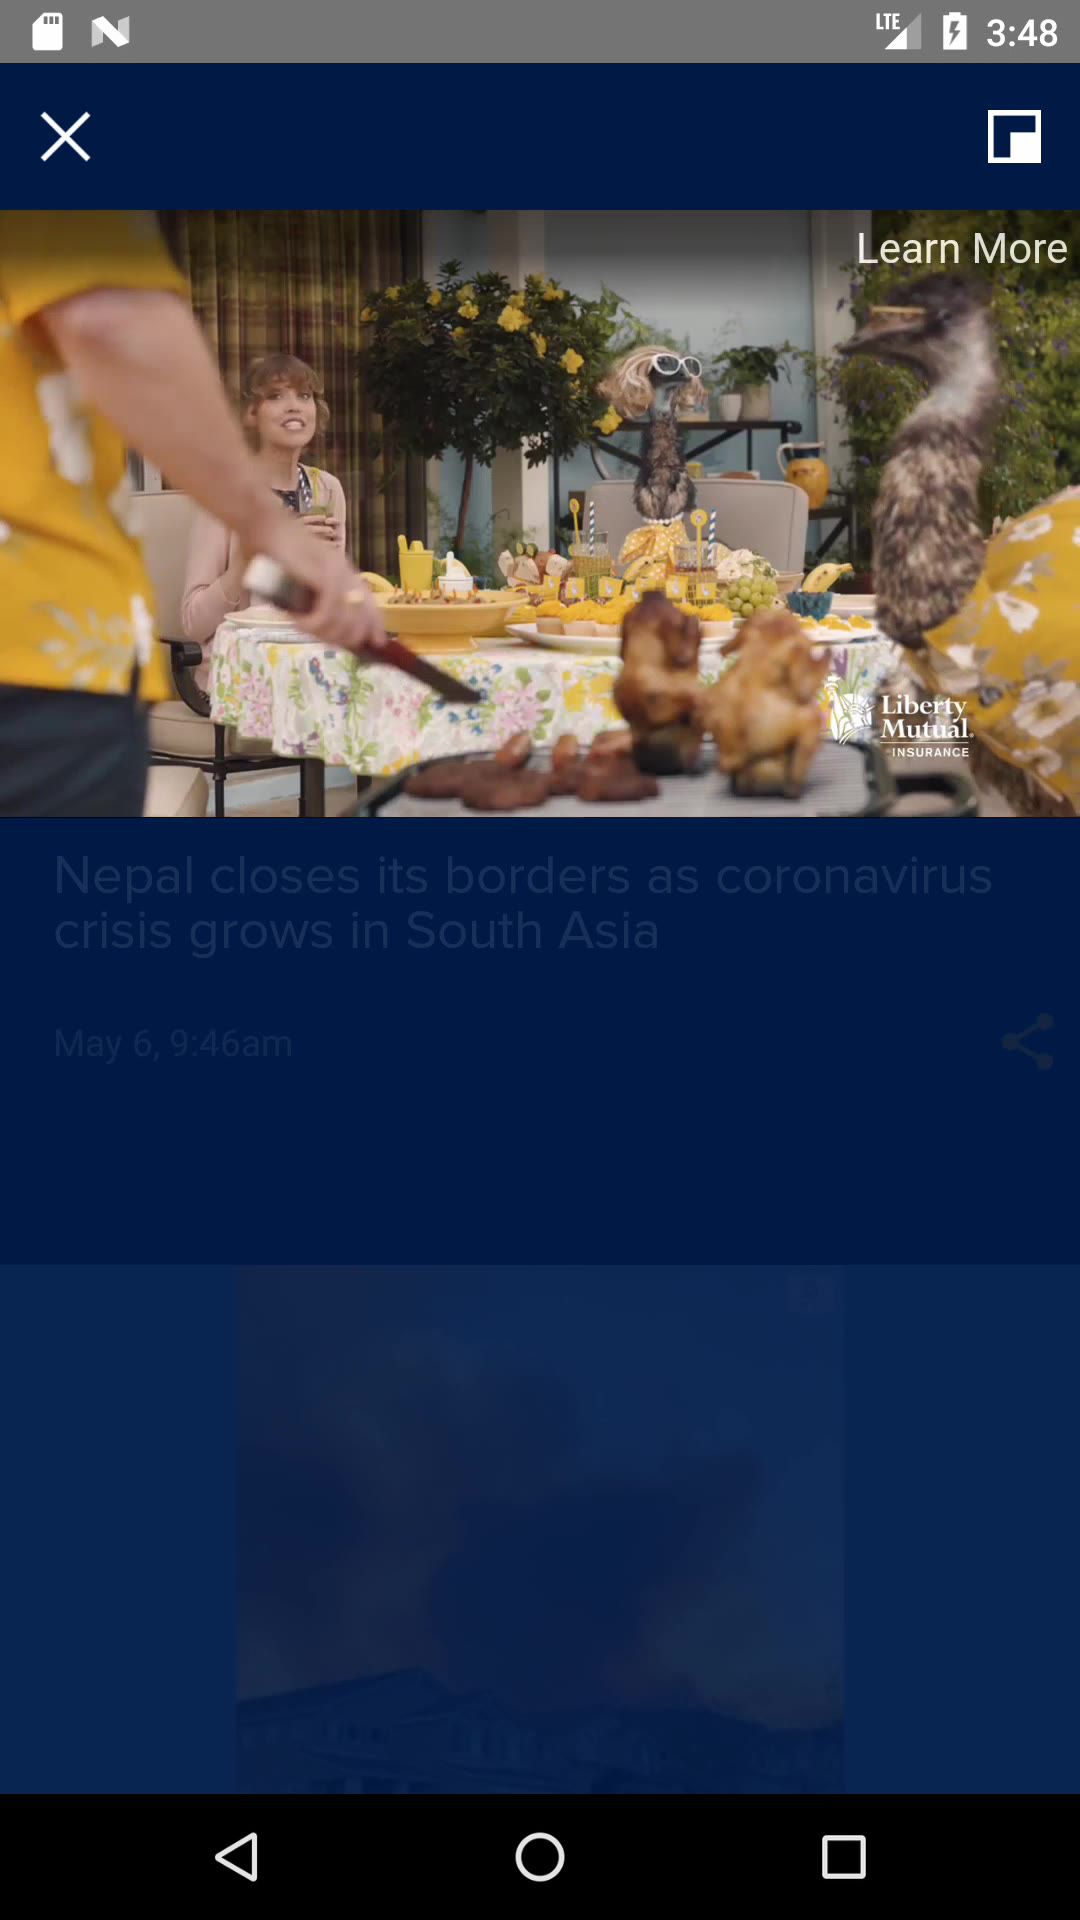 LTE
3:48
Learn More
Liberty
Mutual.
INSURANCE
Nepal closes its borders as coronavirus
crisis grows in South Asia
May 6, 9:46am